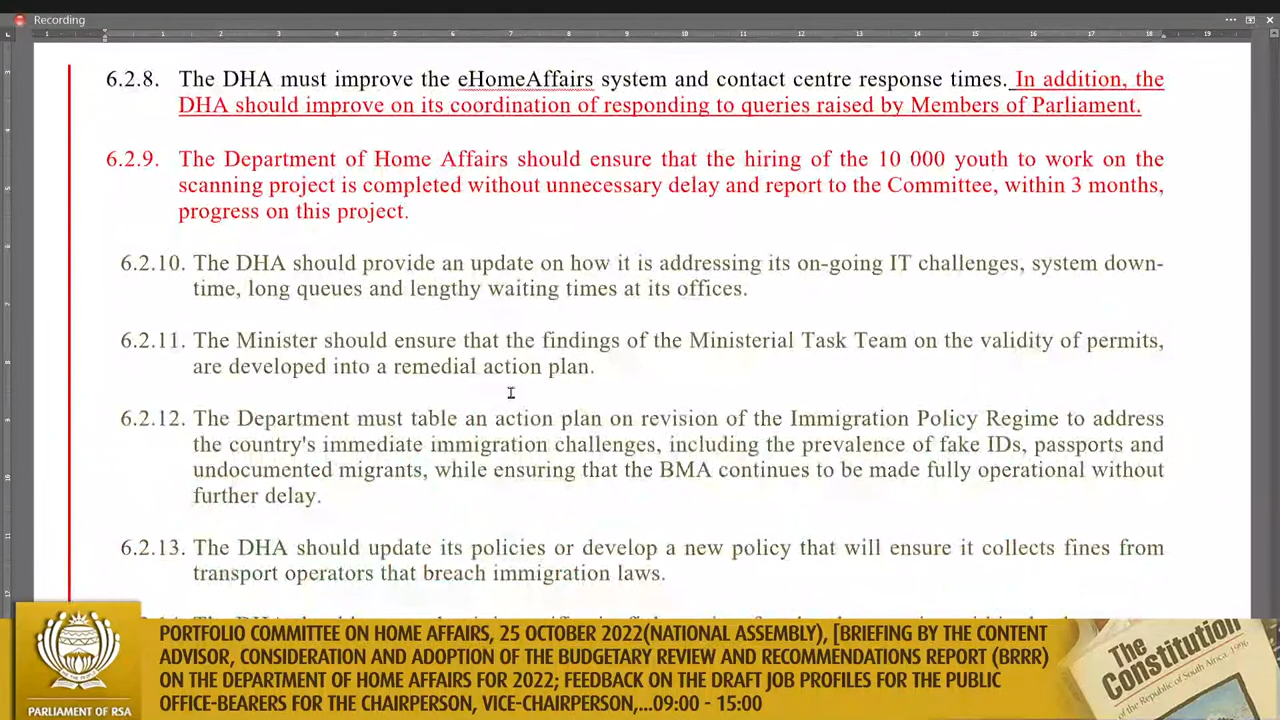 Recording
6.2.8. The DHA must improve the eHomeAffairs system and contact centre response times. In addition, the
DHA should improve on its coordination of responding to queries raised by Members of Parliament.
6.2.9. The Department of Home Affairs should ensure that the hiring of the 10 000 youth to work on the
scanning project is completed without unnecessary delay and report to the Committee, within 3 months,
progress on this project.
6.2.10. The DHA should provide an update on how it is addressing its on-going IT challenges, system down-
time, long queues and lengthy waiting times at its offices.
6.2.11. The Minister should ensure that the findings of the Ministerial Task Team on the validity of permits,
are developed into a remedial action plan.
6.2.12. The Department must table an action plan on revision of the Immigration Policy Regime to address
the country's immediate immigration challenges, including the prevalence of fake IDs, passports and
undocumented migrants, while ensuring that the BMA continues to be made fully operational without
further delay.
6.2.13. The DHA should update its policies or develop a new policy that will ensure it collects fines from
transport operators that breach immigration laws.
PORTFOLIO COMMITTEE ON HOME AFFAIRS, 25 OCTOBER 2022(NATIONAL ASSEMBLY), [BRIEFING BY THE CONTENT
ADVISOR, CONSIDERATION AND ADOPTION OF THE BUDGETARY REVIEW AND RECOMMENDATIONS REPORT (BRRR)
ON THE DEPARTMENT OF HOME AFFAIRS FOR 2022; FEEDBACK ON THE DRAFT JOB PROFILES FOR THE PUBLIC
OFFICE-BEARERS FOR THE CHAIRPERSON, VICE-CHAIRPERSON,...09:00 - 15:00
PARLIAMENT OF RSA
The
Constitution
of the Republic of South Africa, 1996